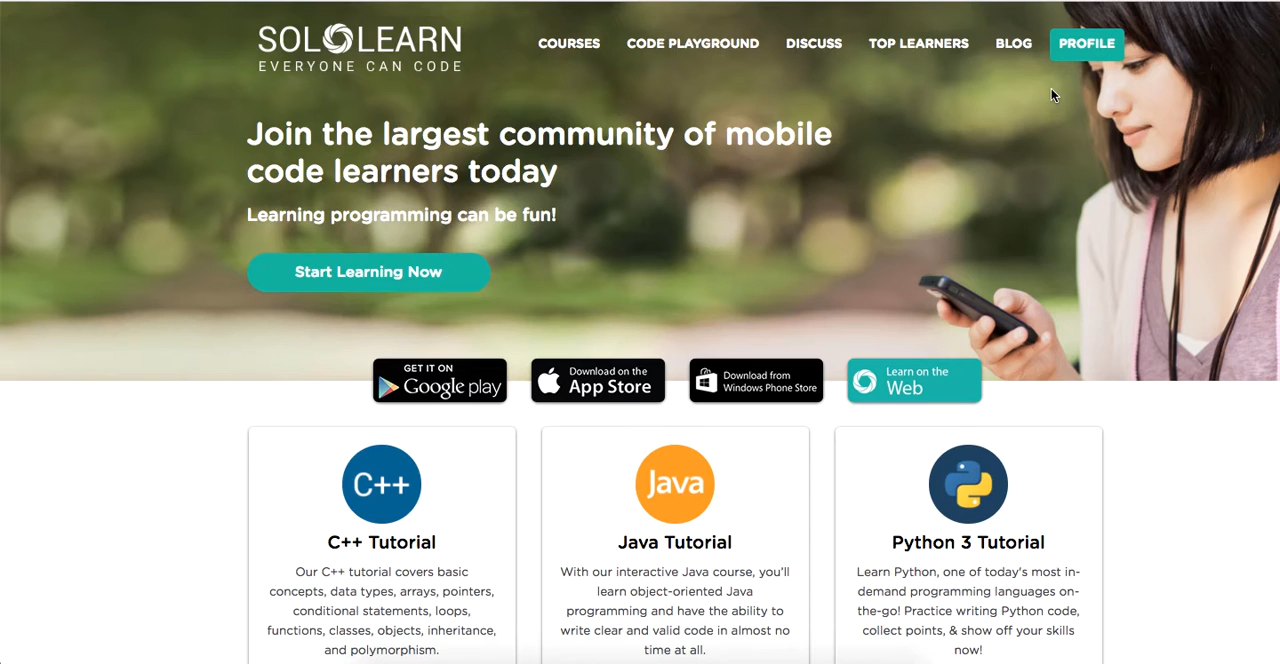 SOLOLEARN
EVERYONE CAN CODE
COURSES
CODE PLAYGROUND
DISCUSS
TOP LEARNERS
BLOG
PROFILE
Join the largest community of mobile
code learners today
Learning programming can be fun!
Start Learning Now
GET IT ON
Google play
Download on the
App Store
Download from
Windows Phone Store
Learn on the
Web
C++
C++ Tutorial
Our C++ tutorial covers basic
concepts, data types, arrays, pointers,
conditional statements, loops,
functions, classes, objects, inheritance,
and polymorphism.
Java
Java Tutorial
With our interactive Java course, you'll
learn object-oriented Java
programming and have the ability to
write clear and valid code in almost no
time at all.
Python 3 Tutorial
Learn Python, one of today's most in-
demand programming languages on-
the-go! Practice writing Python code,
collect points, & show off your skills
now!